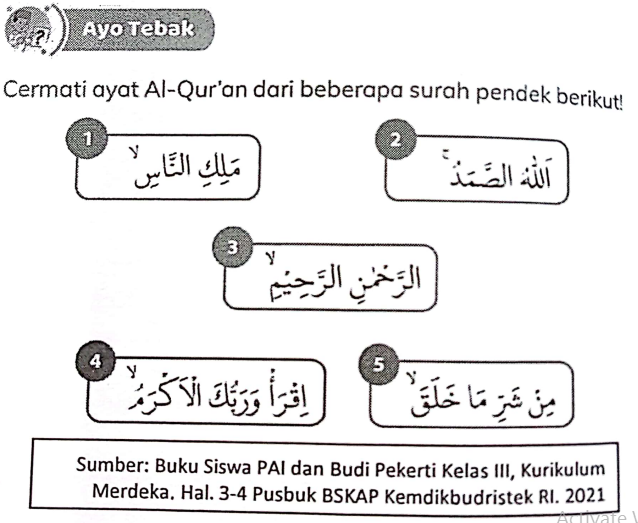 Ayo Tebak
Cermati ayat Al-Qur'an dari beberapa surah pendek berikut!
1
مَلِكِ النَّاسِۙ
2
اَللّٰهُ الصَّمَدُۚ
3
الرَّحْمٰنِ الرَّحِيْمِۙ
4
اِقْرَأْ وَرَبُّكَ الْاَكْرَمُۙ
5
مِنْ شَرِّ مَا خَلَقَۙ
Sumber: Buku Siswa PAI dan Budi Pekerti Kelas III, Kurikulum
Merdeka. Hal. 3-4 Pusbuk BSKAP Kemdikbudristek RI. 2021